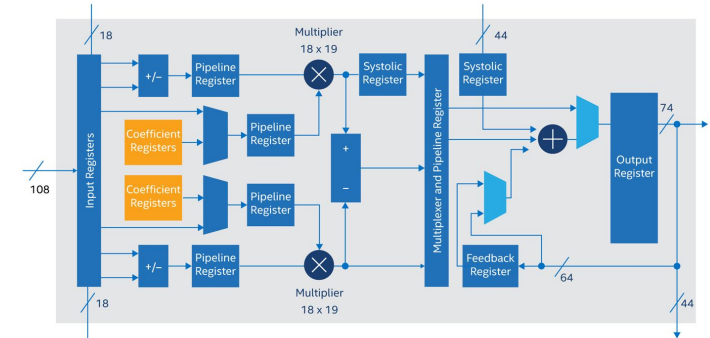 18
44
Multiplier
18 x 19
+/−
Pipeline
Register
Systolic
Register
Systolic
Register
74
Input Registers
Coefficient
Registers
Pipeline
Register
+
−
Multiplexer and Pipeline Register
Output
Register
108
Coefficient
Registers
Pipeline
Register
+/−
Pipeline
Register
Feedback
Register
64
Multiplier
18 x 19
18
44